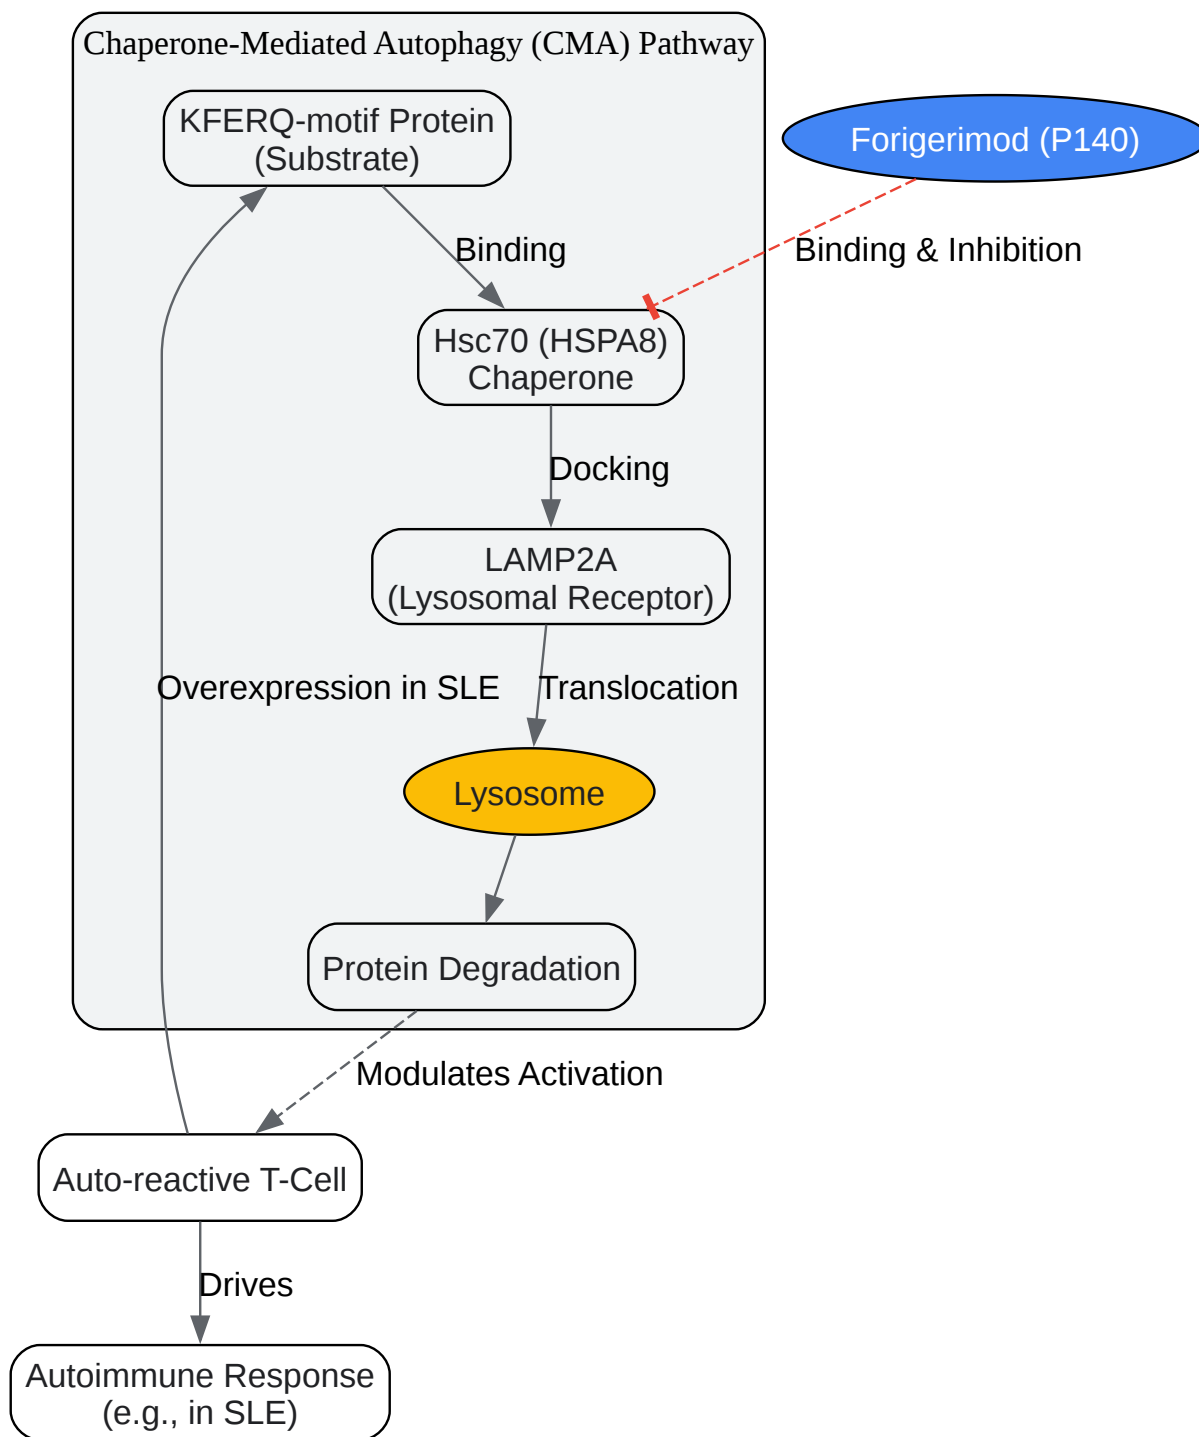 Chaperone-Mediated Autophagy (CMA) Pathway
KFERQ-motif Protein
(Substrate)
Forigerimod (P140)
Binding
Binding & Inhibition
Hsc70 (HSPA8)
Chaperone
Docking
LAMP2A
(Lysosomal Receptor)
Overexpression in SLE
Translocation
Lysosome
Protein Degradation
Modulates Activation
Auto-reactive T-Cell
Drives
Autoimmune Response
(e.g., in SLE)